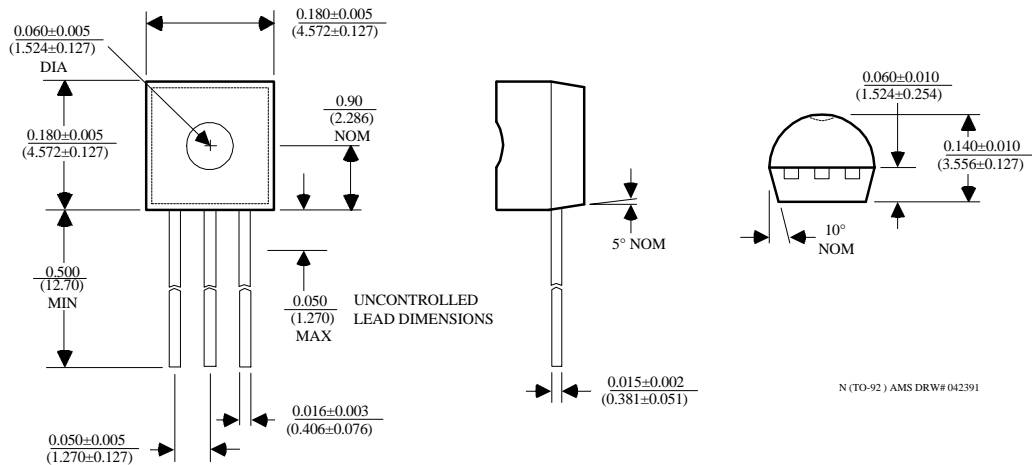 0.060±0.005
(1.524±0.127)
DIA
0.180±0.005
(4.572±0.127)
0.180±0.005
(4.572±0.127)
0.90
(2.286)
NOM
0.500
(12.70)
MIN
0.050
(1.270)
MAX
UNCONTROLLED
LEAD DIMENSIONS
0.016±0.003
(0.406±0.076)
0.050±0.005
(1.270±0.127)
5° NOM
0.015±0.002
(0.381±0.051)
0.060±0.010
(1.524±0.254)
0.140±0.010
(3.556±0.127)
10°
NOM
N (TO-92 ) AMS DRW# 042391